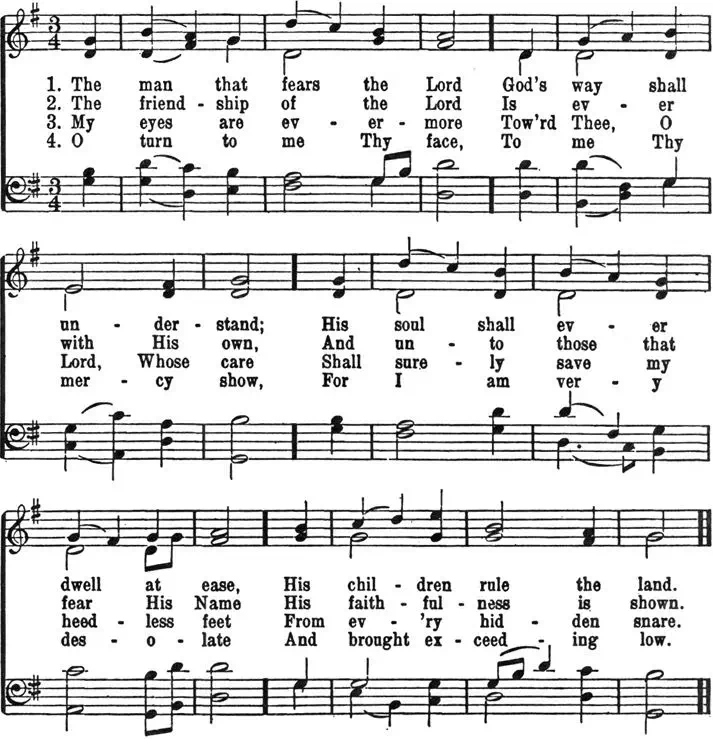 3
4
1. The man that fears the Lord God's way shall
2. The friend - ship of the Lord Is ev - er
3. My eyes are ev - er - more Tow'rd Thee, O
4. O turn to me Thy face, To me Thy
3
4
un - der - stand; His soul shall ev - er
with His own, And un - to those that
Lord, Whose care Shall sure - ly save my
mer - cy show, For I am ver - y
dwell at ease, His chil - dren rule the land.
fear His Name His faith - ful - ness is shown.
heed - less feet From ev - 'ry hid - den snare.
des - o - late And brought ex - ceed - ing low.